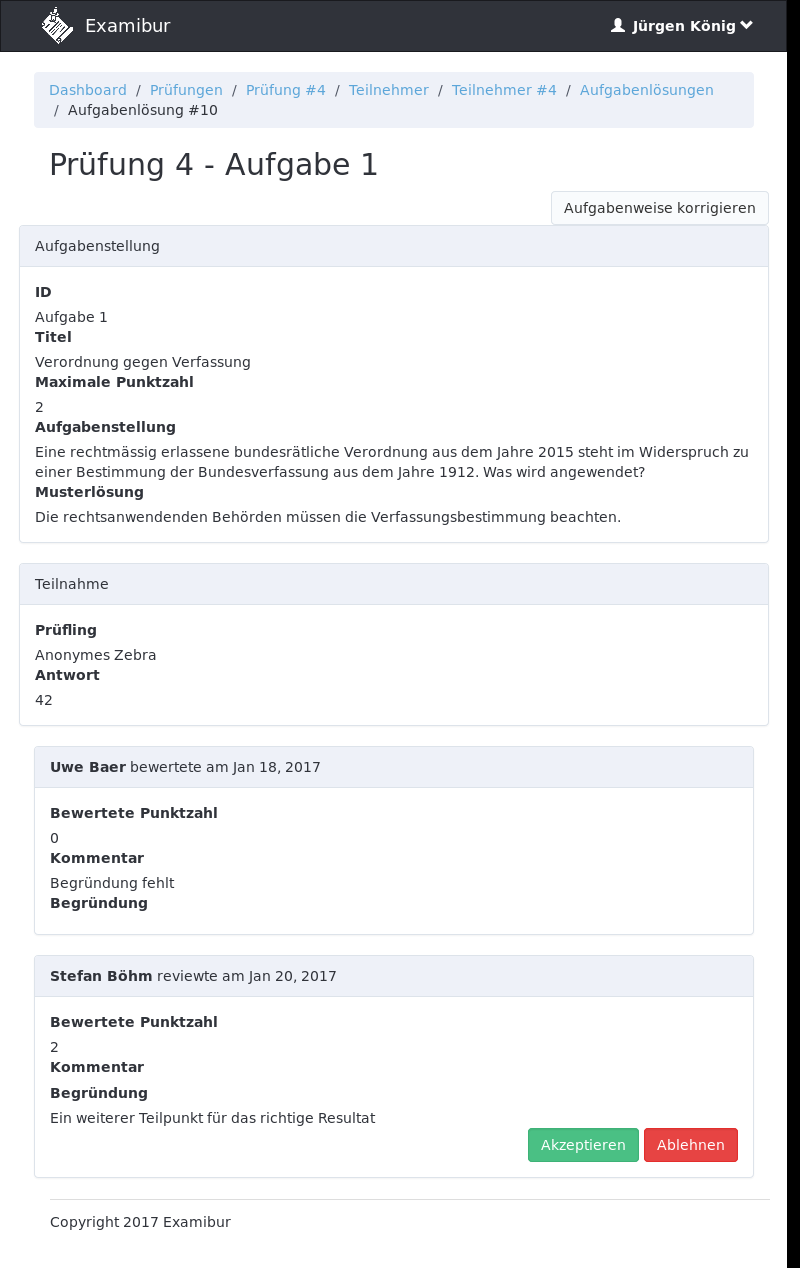 Examibur
Jürgen König
Dashboard / Prüfungen / Prüfung #4 / Teilnehmer / Teilnehmer #4 / Aufgabenlösungen
/ Aufgabenlösung #10
Prüfung 4 - Aufgabe 1
Aufgabenweise korrigieren
Aufgabenstellung
ID
Aufgabe 1
Titel
Verordnung gegen Verfassung
Maximale Punktzahl
2
Aufgabenstellung
Eine rechtmässig erlassene bundesrätliche Verordnung aus dem Jahre 2015 steht im Widerspruch zu
einer Bestimmung der Bundesverfassung aus dem Jahre 1912. Was wird angewendet?
Musterlösung
Die rechtsanwendenden Behörden müssen die Verfassungsbestimmung beachten.
Teilnahme
Prüfling
Anonymes Zebra
Antwort
42
Uwe Baer bewertete am Jan 18, 2017
Bewertete Punktzahl
0
Kommentar
Begründung fehlt
Begründung
Stefan Böhm reviewte am Jan 20, 2017
Bewertete Punktzahl
2
Kommentar
Begründung
Ein weiterer Teilpunkt für das richtige Resultat
Akzeptieren
Ablehnen
Copyright 2017 Examibur